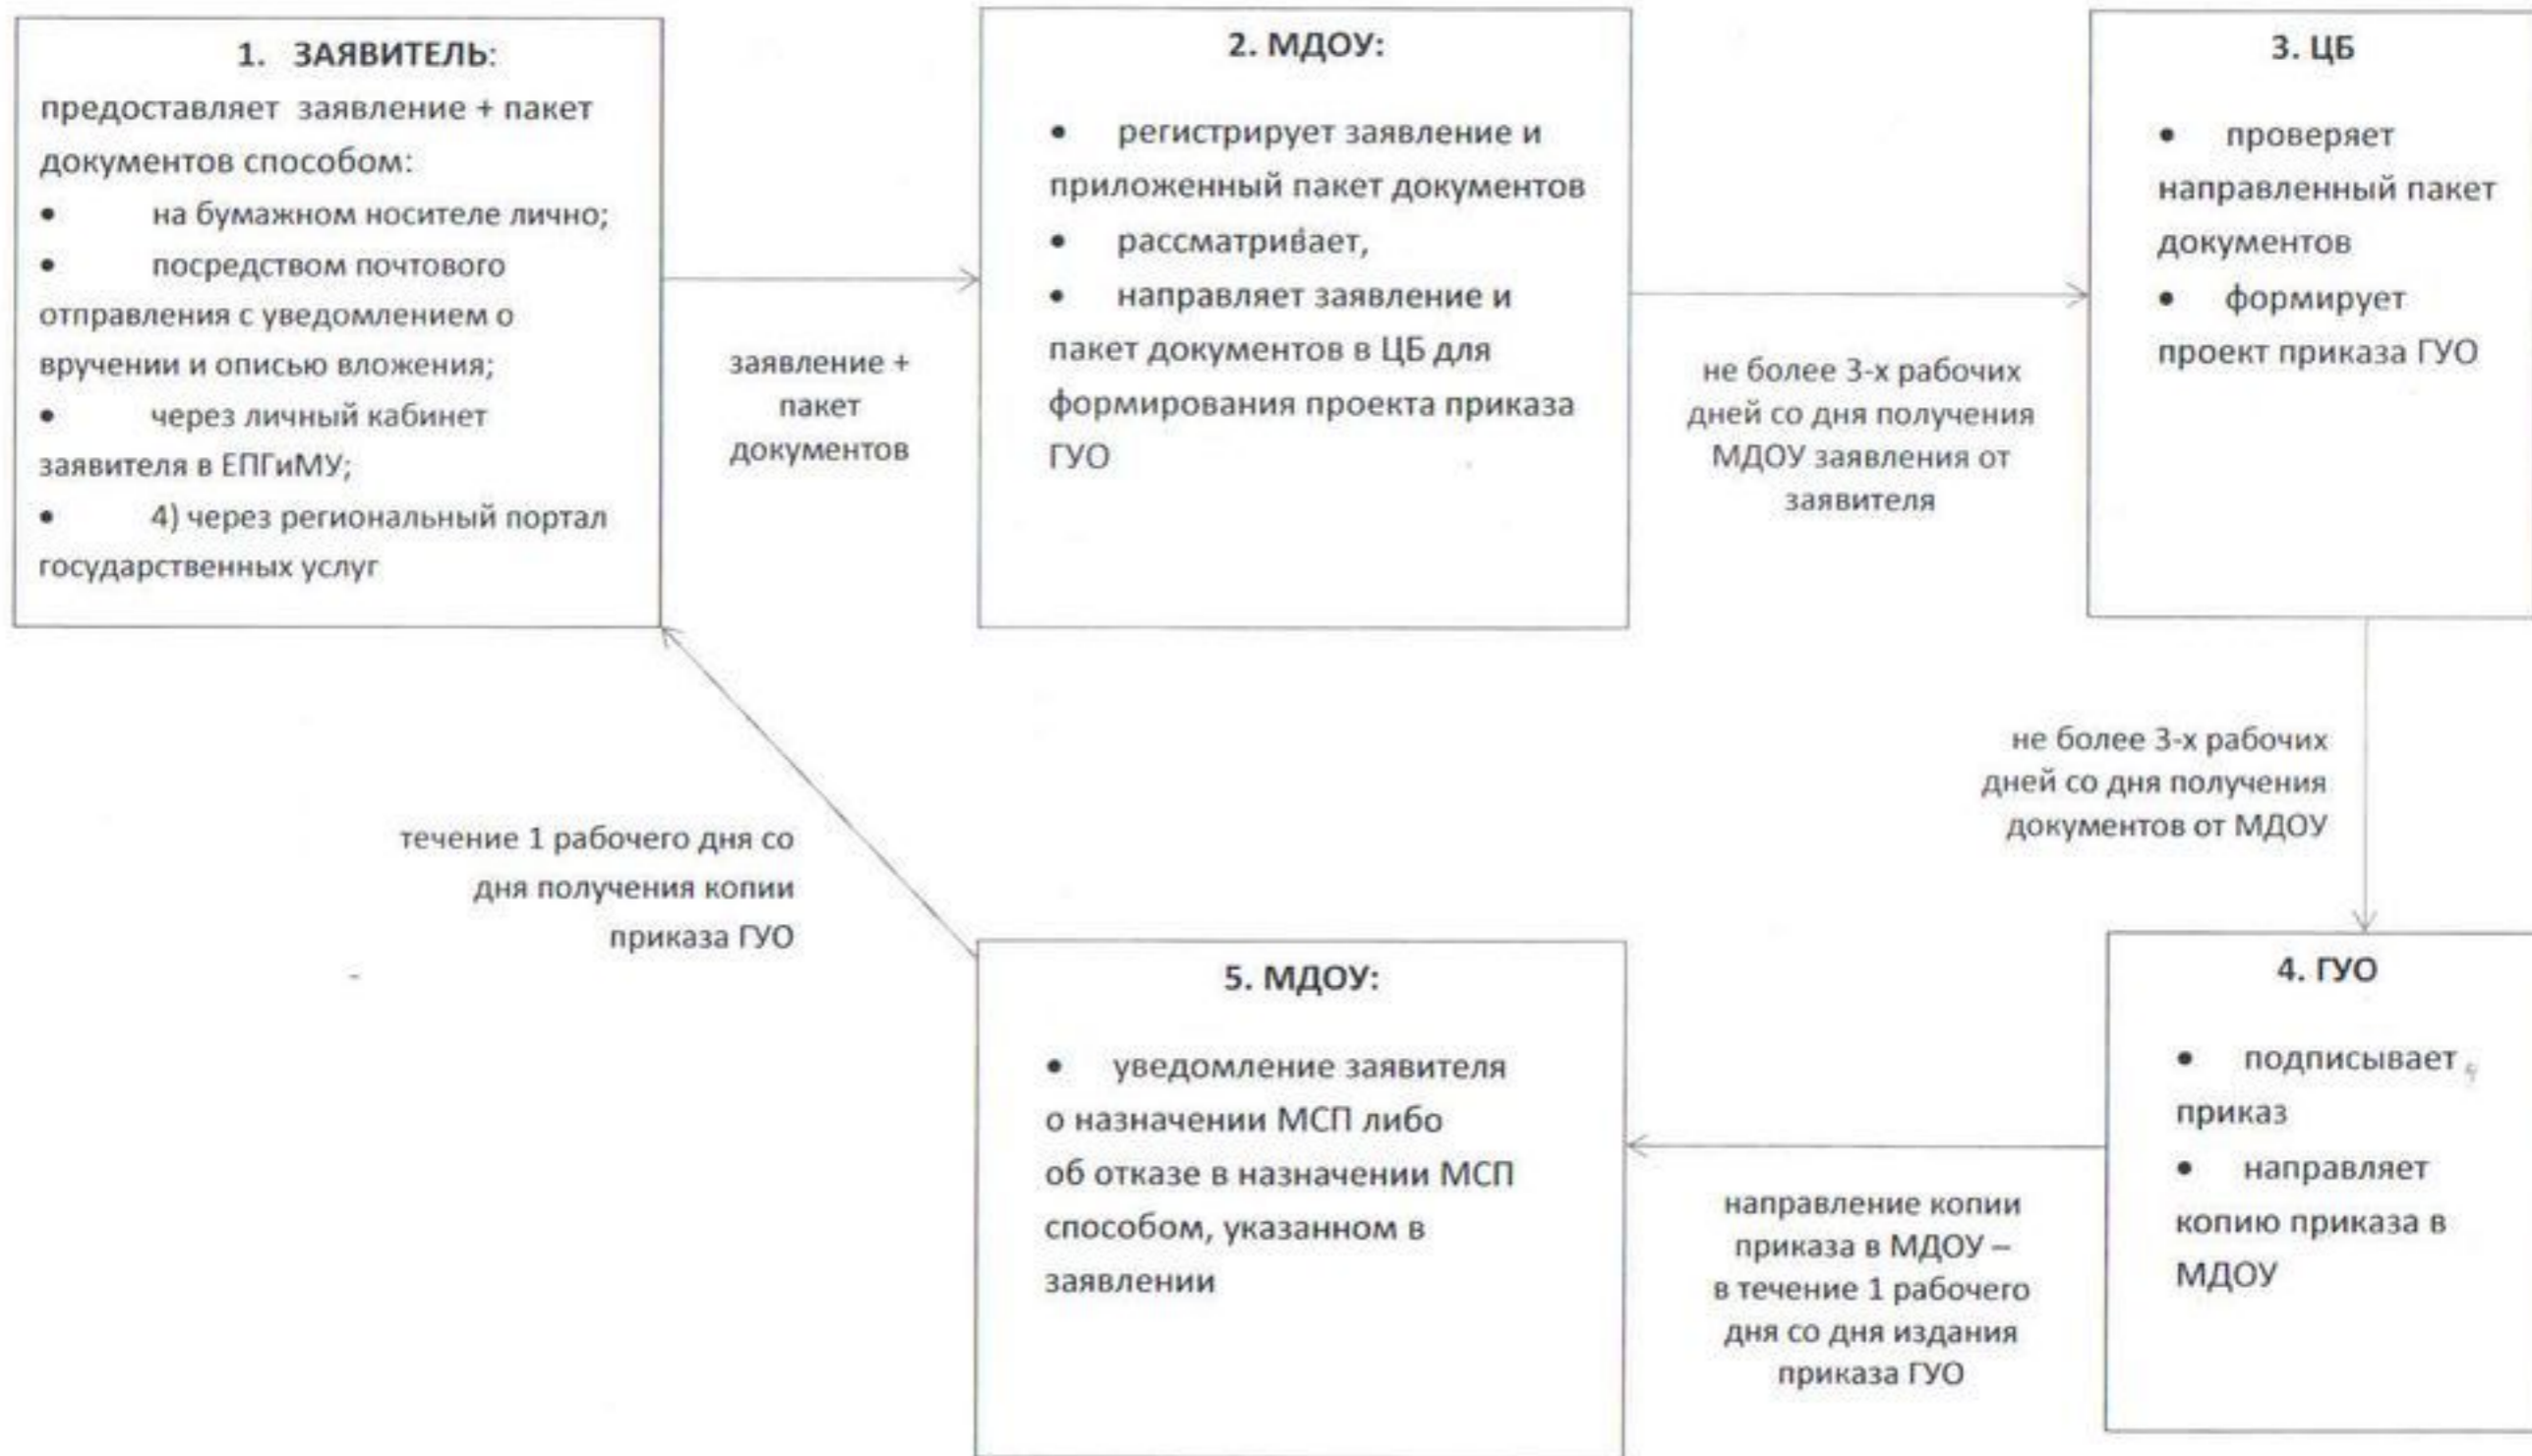 1. ЗАЯВИТЕЛЬ:
предоставляет заявление + пакет
документов способом:
• на бумажном носителе лично;
• посредством почтового
отправления с уведомлением о
вручении и описью вложения;
• через личный кабинет
заявителя в ЕПГиМУ;
• 4) через региональный портал
государственных услуг
заявление +
пакет
документов
2. МДОУ:
• регистрирует заявление и
приложенный пакет документов
• рассматривает,
• направляет заявление и
пакет документов в ЦБ для
формирования проекта приказа
ГУО
не более 3-х рабочих
дней со дня получения
МДОУ заявления от
заявителя
3. ЦБ
• проверяет
направленный пакет
документов
• формирует
проект приказа ГУО
не более 3-х рабочих
дней со дня получения
документов от МДОУ
4. ГУО
• подписывает
приказ
• направляет
копию приказа в
МДОУ
направление копии
приказа в МДОУ –
в течение 1 рабочего
дня со дня издания
приказа ГУО
5. МДОУ:
• уведомление заявителя
о назначении МСП либо
об отказе в назначении МСП
способом, указанном в
заявлении
течение 1 рабочего дня со
дня получения копии
приказа ГУО